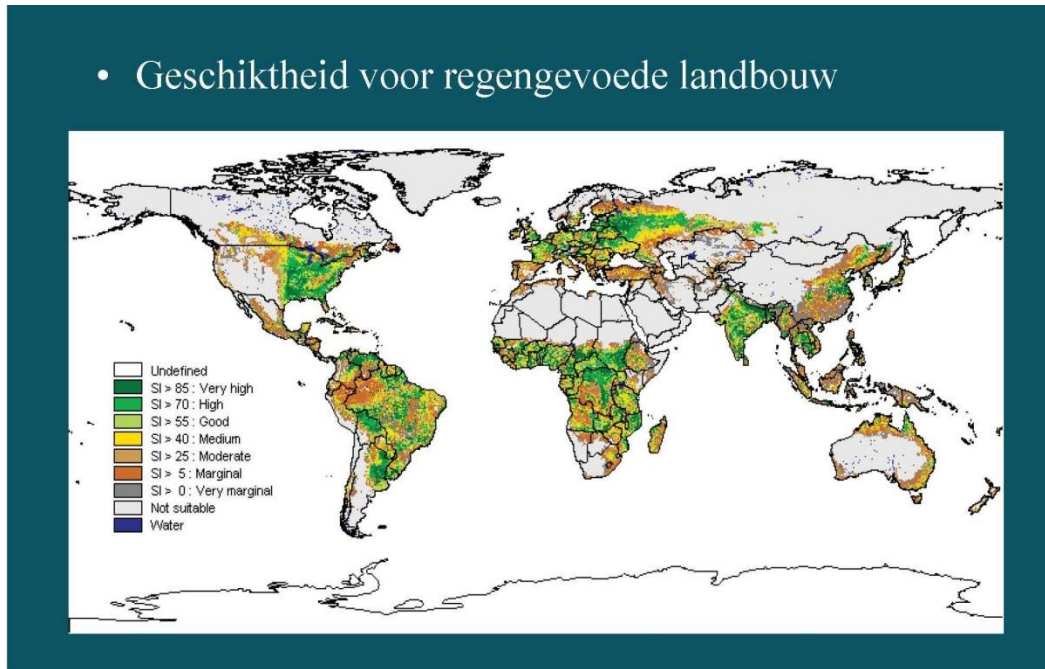 • Geschiktheid voor regengevoede landbouw
Undefined
SI > 85 : Very high
SI > 70 : High
SI > 55 : Good
SI > 40 : Medium
SI > 25 : Moderate
SI > 5 : Marginal
SI > 0 : Very marginal
Not suitable
Water